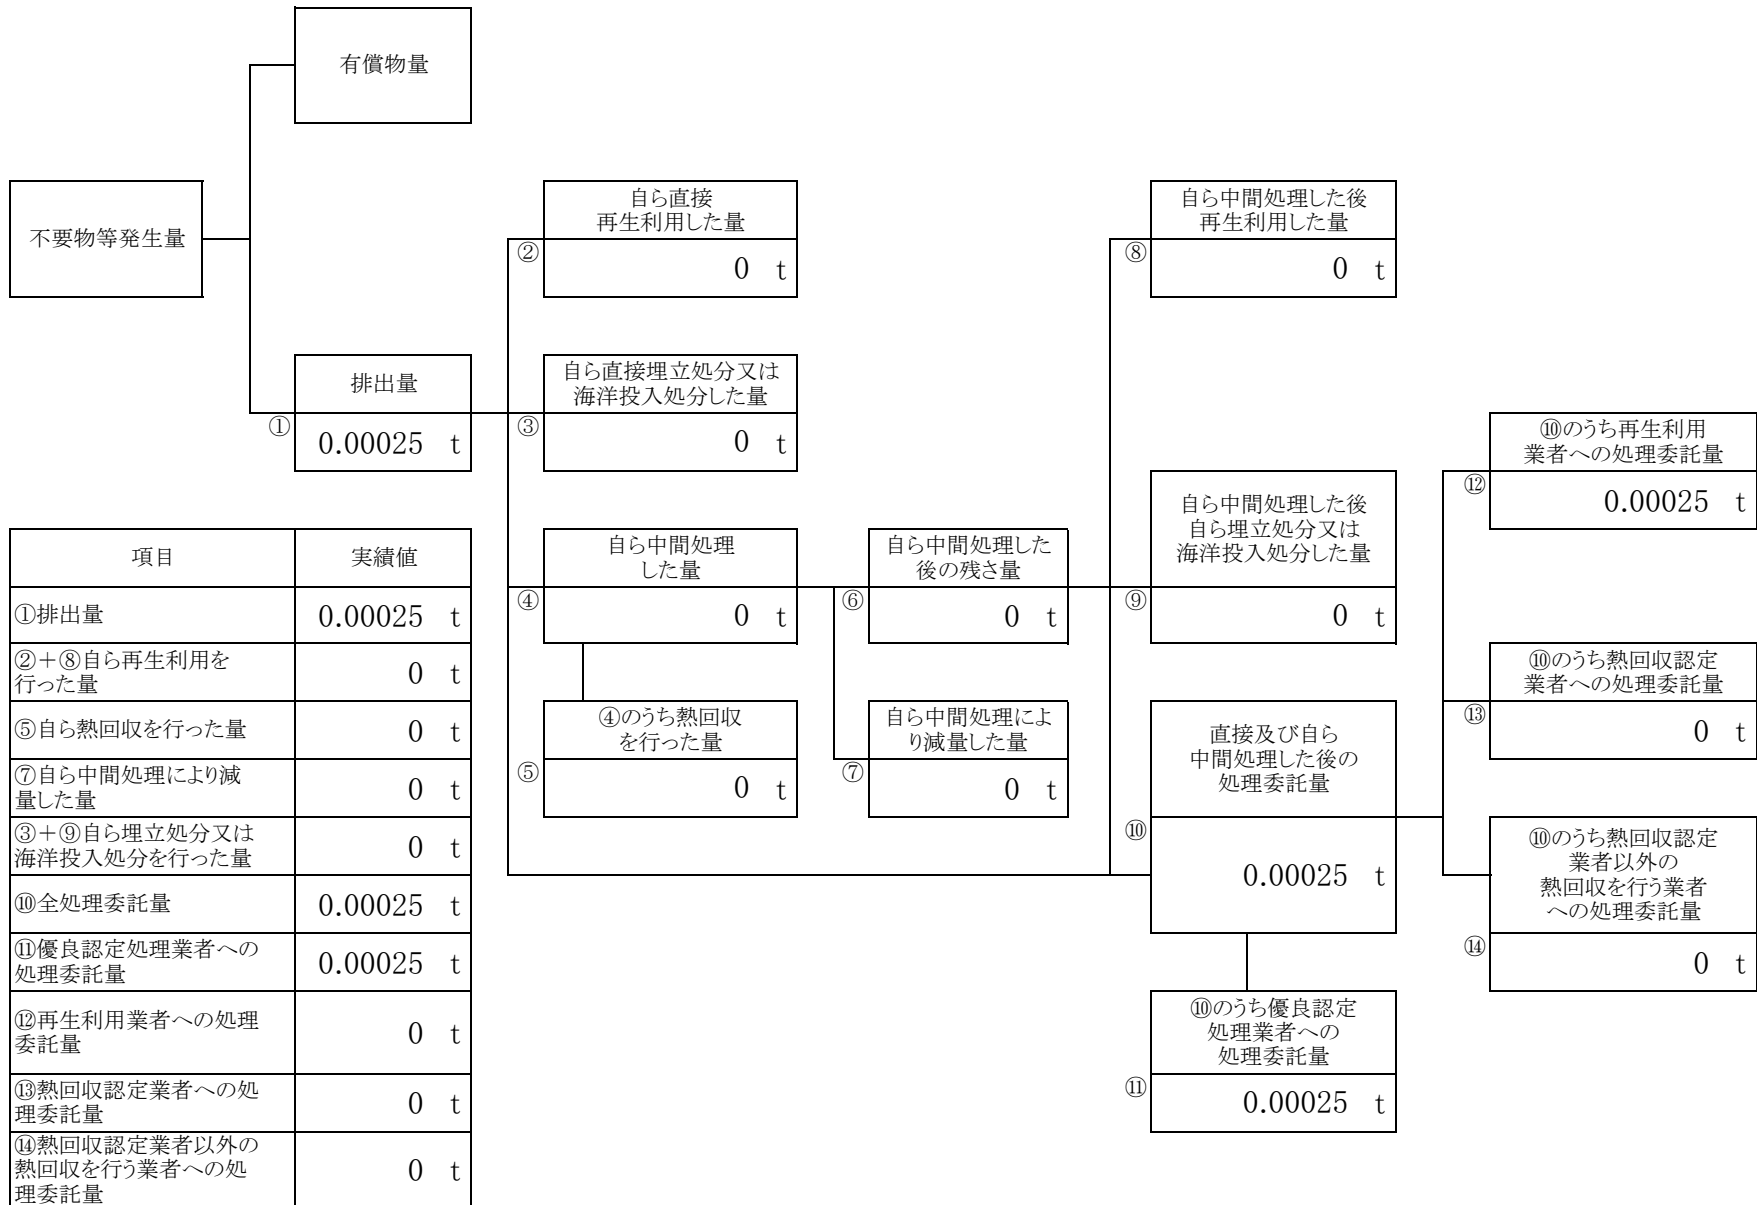 有償物量
不要物等発生量
自ら直接
再生利用した量
②
0 t
自ら中間処理した後
再生利用した量
⑧
0 t
排出量
①
0.00025 t
自ら直接埋立処分又は
海洋投入処分した量
③
0 t
⑩のうち再生利用
業者への処理委託量
⑫
0.00025 t
自ら中間処理
した量
④
0 t
自ら中間処理した
後の残さ量
⑥
0 t
自ら中間処理した後
自ら埋立処分又は
海洋投入処分した量
⑨
0 t
⑩のうち熱回収認定
業者への処理委託量
⑬
0 t
④のうち熱回収
を行った量
⑤
0 t
自ら中間処理によ
り減量した量
⑦
0 t
直接及び自ら
中間処理した後の
処理委託量
⑩
0.00025 t
⑩のうち熱回収認定
業者以外の
熱回収を行う業者
への処理委託量
⑭
0 t
⑩のうち優良認定
処理業者への
処理委託量
⑪
0.00025 t
項目 実績値
①排出量 0.00025 t
②＋⑧自ら再生利用を
行った量
0 t
⑤自ら熱回収を行った量 0 t
⑦自ら中間処理により減
量した量
0 t
③＋⑨自ら埋立処分又は
海洋投入処分を行った量
0 t
⑩全処理委託量 0.00025 t
⑪優良認定処理業者への
処理委託量
0.00025 t
⑫再生利用業者への処理
委託量
0 t
⑬熱回収認定業者への処
理委託量
0 t
⑭熱回収認定業者以外の
熱回収を行う業者への処
理委託量
0 t